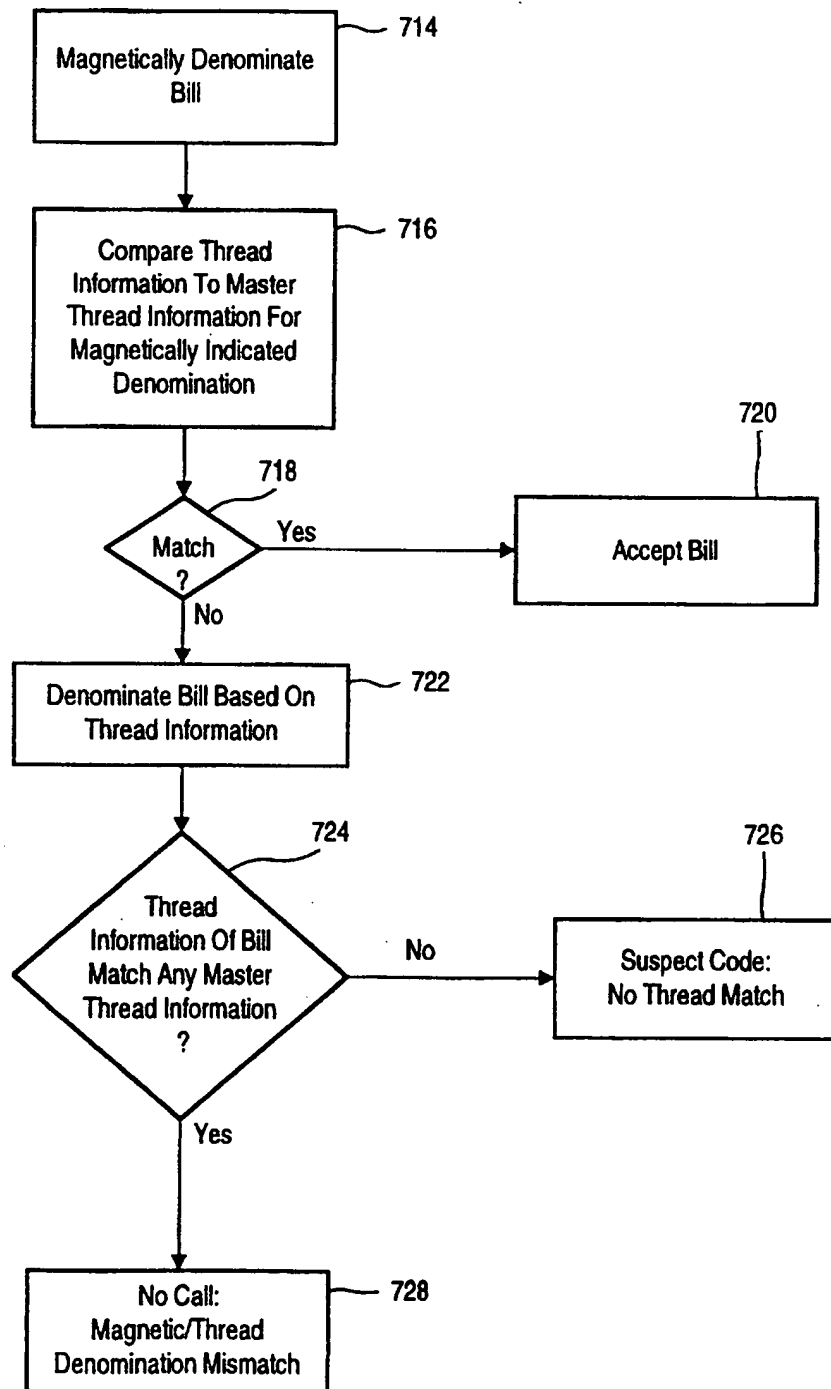 714
Magnetically Denominate
Bill
716
Compare Thread
Information To Master
Thread Information For
Magnetically Indicated
Denomination
718
Match
?
Yes
720
Accept Bill
No
722
Denominate Bill Based On
Thread Information
724
Thread
Information Of Bill
Match Any Master
Thread Information
?
No
726
Suspect Code:
No Thread Match
Yes
728
No Call:
Magnetic/Thread
Denomination Mismatch